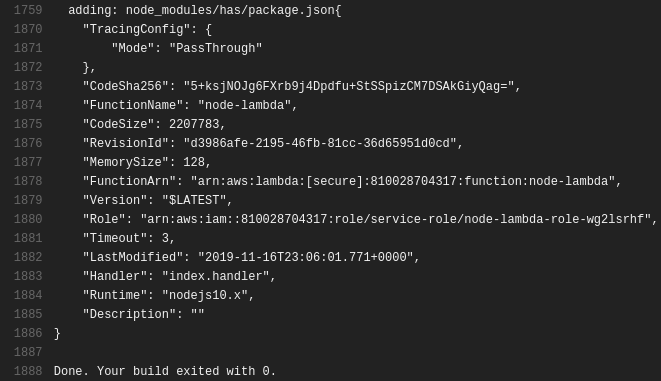 1759 adding: node_modules/has/package.json{
1870 "TracingConfig": {
1871 "Mode": "PassThrough"
1872 },
1873 "CodeSha256": "5+ksjNOJg6FXrb9j4Dpdfu+StSSpizCM7DSAkGiyQag=",
1874 "FunctionName": "node-lambda",
1875 "CodeSize": 2207783,
1876 "RevisionId": "d3986afe-2195-46fb-81cc-36d65951d0cd",
1877 "MemorySize": 128,
1878 "FunctionArn": "arn:aws:lambda:[secure]:810028704317:function:node-lambda",
1879 "Version": "$LATEST",
1880 "Role": "arn:aws:iam::810028704317:role/service-role/node-lambda-role-wg2lsrhf",
1881 "Timeout": 3,
1882 "LastModified": "2019-11-16T23:06:01.771+0000",
1883 "Handler": "index.handler",
1884 "Runtime": "nodejs10.x",
1885 "Description": ""
1886 }
1887
1888 Done. Your build exited with 0.